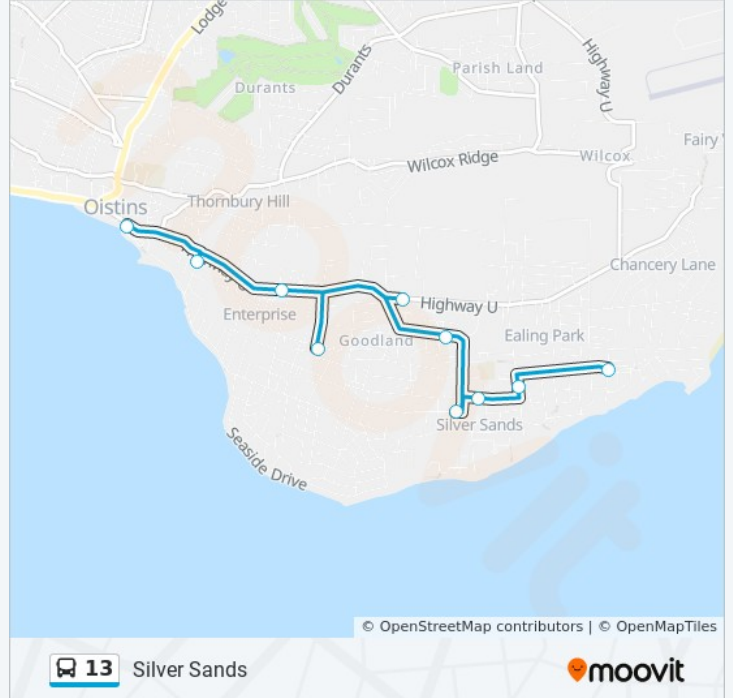 Lodge
Durants
Durants
Parish Land
Highway U
Fairy
Wilcox Ridge
Wilcox
Oistins
Thornbury Hill
Chancery Lane
Highway U
Enterprise
Goodland
Ealing Park
Silver Sands
Seaside Drive
© OpenStreetMap contributors | © OpenMapTiles
13 Silver Sands
moovit